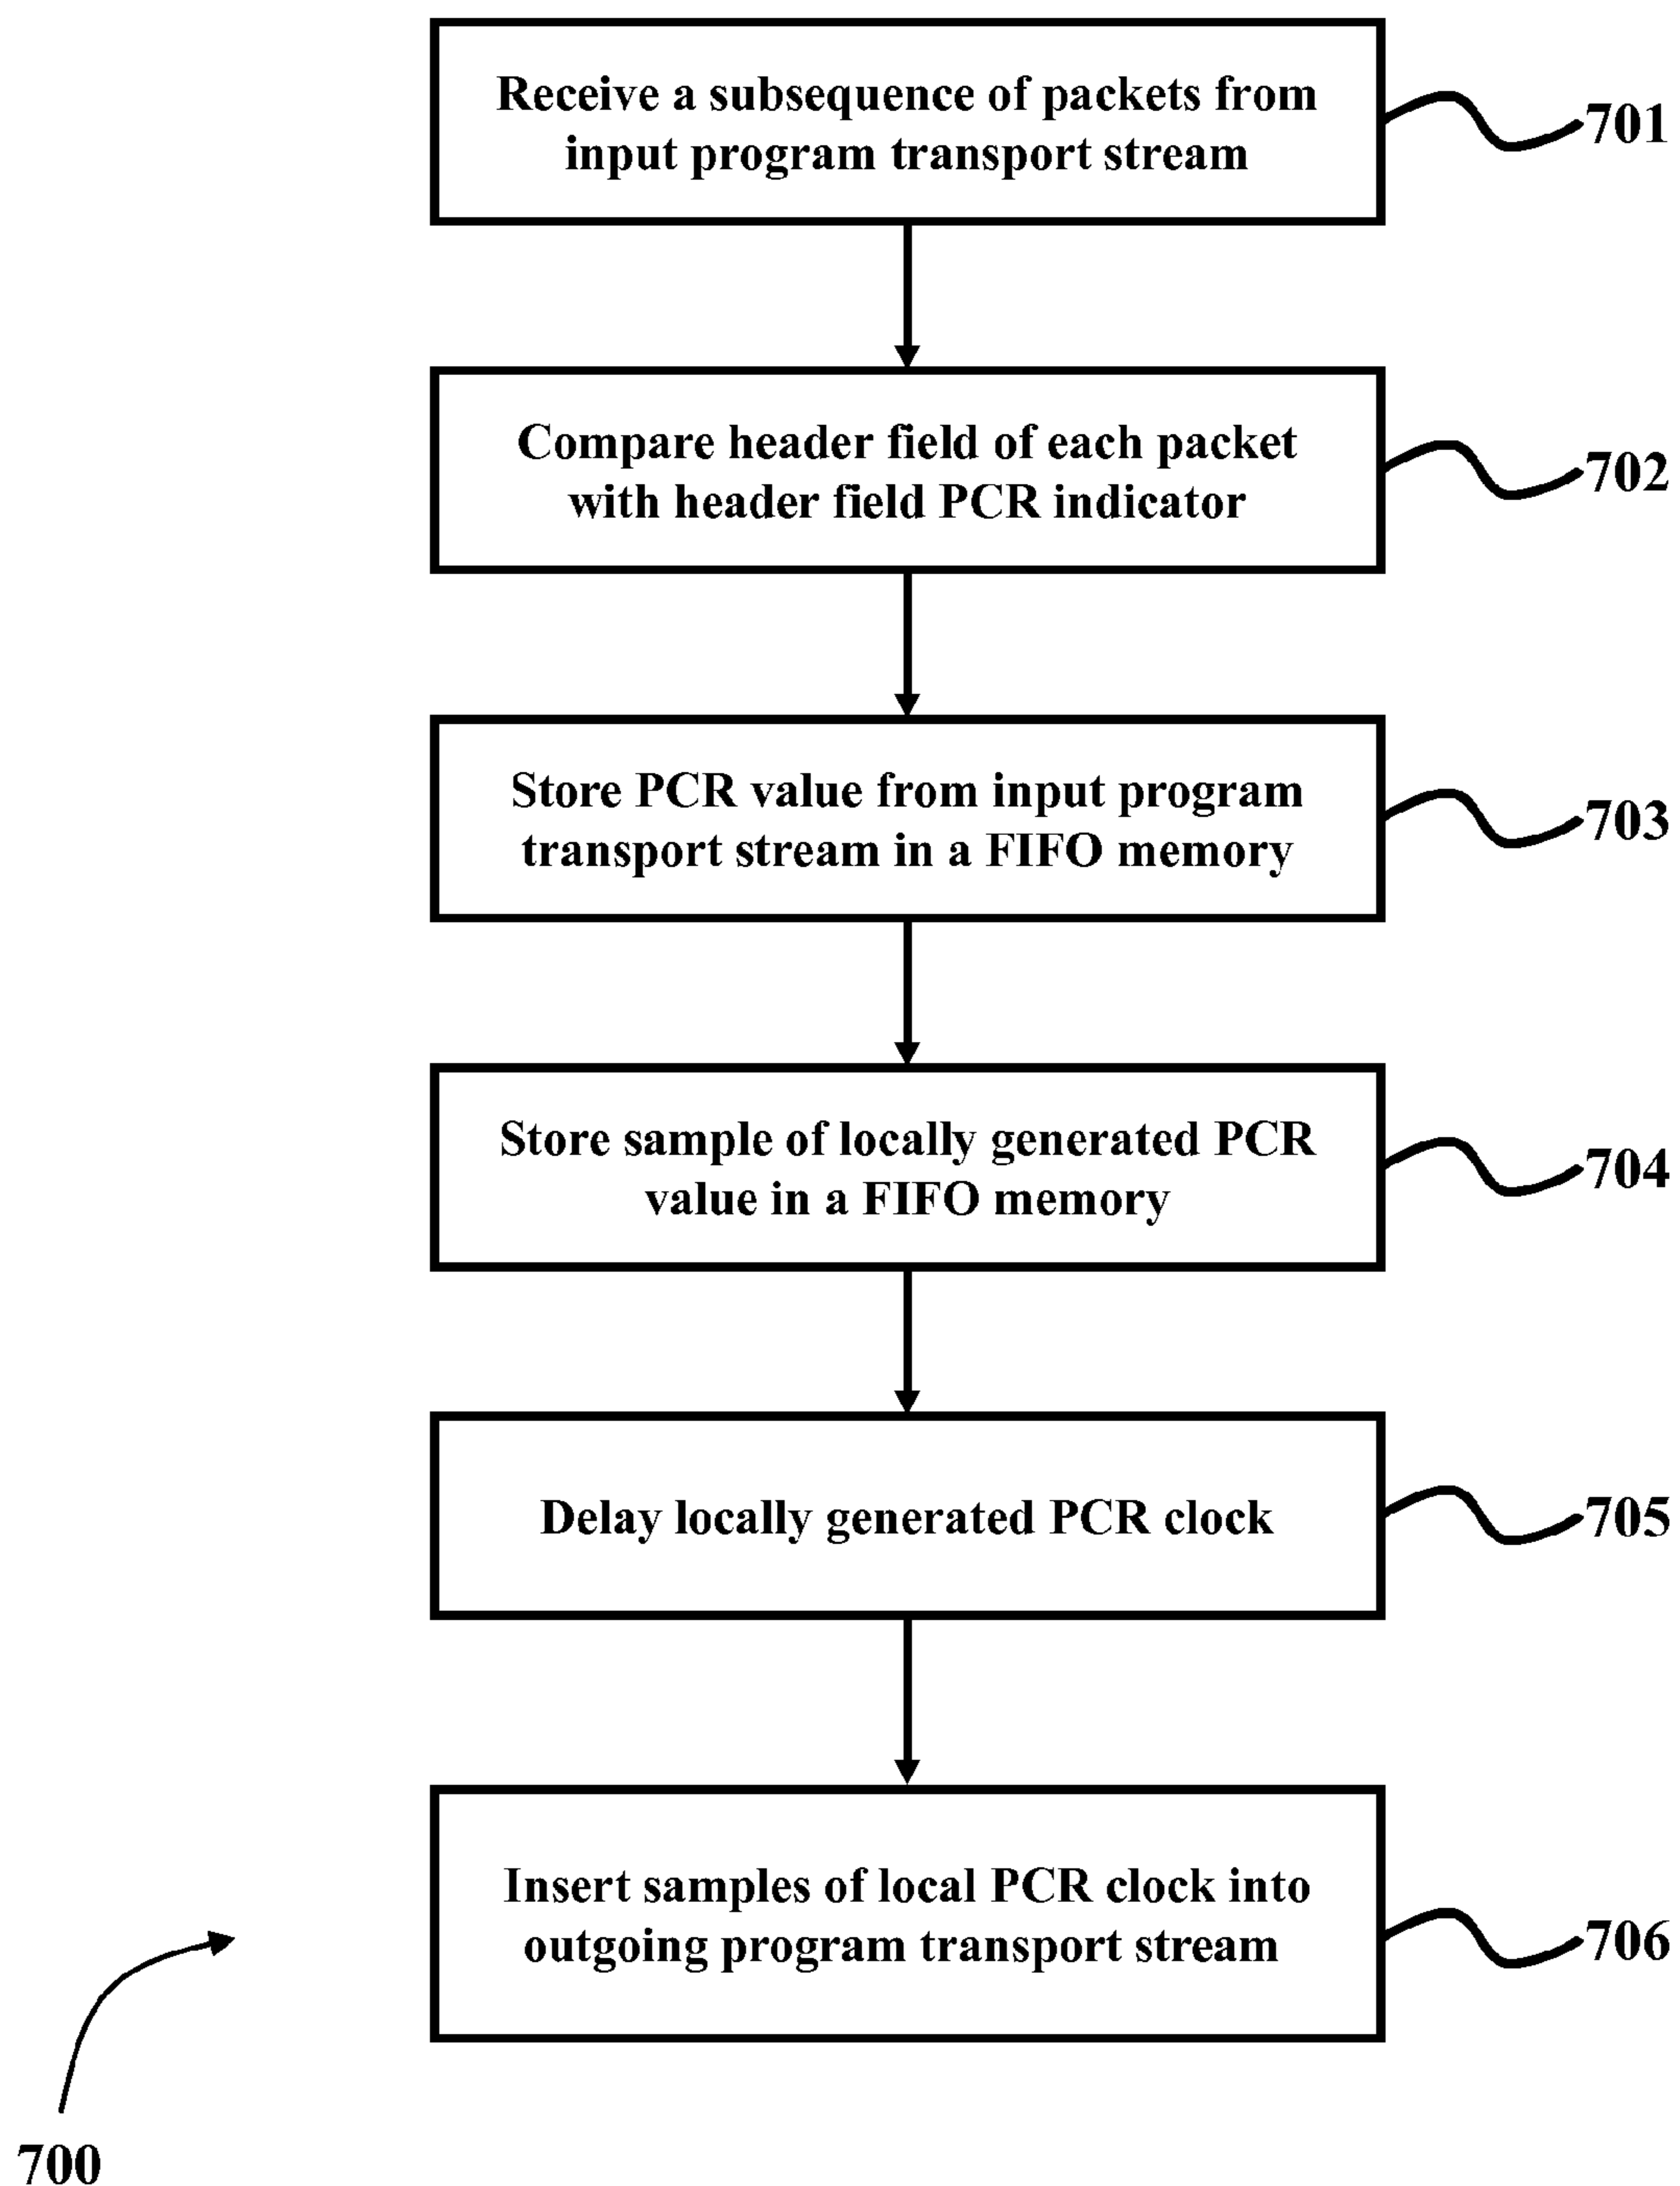 Receive a subsequence of packets from
input program transport stream
701
Compare header field of each packet
with header field PCR indicator
702
Store PCR value from input program
transport stream in a FIFO memory
703
Store sample of locally generated PCR
value in a FIFO memory
704
Delay locally generated PCR clock
705
Insert samples of local PCR clock into
outgoing program transport stream
706
700